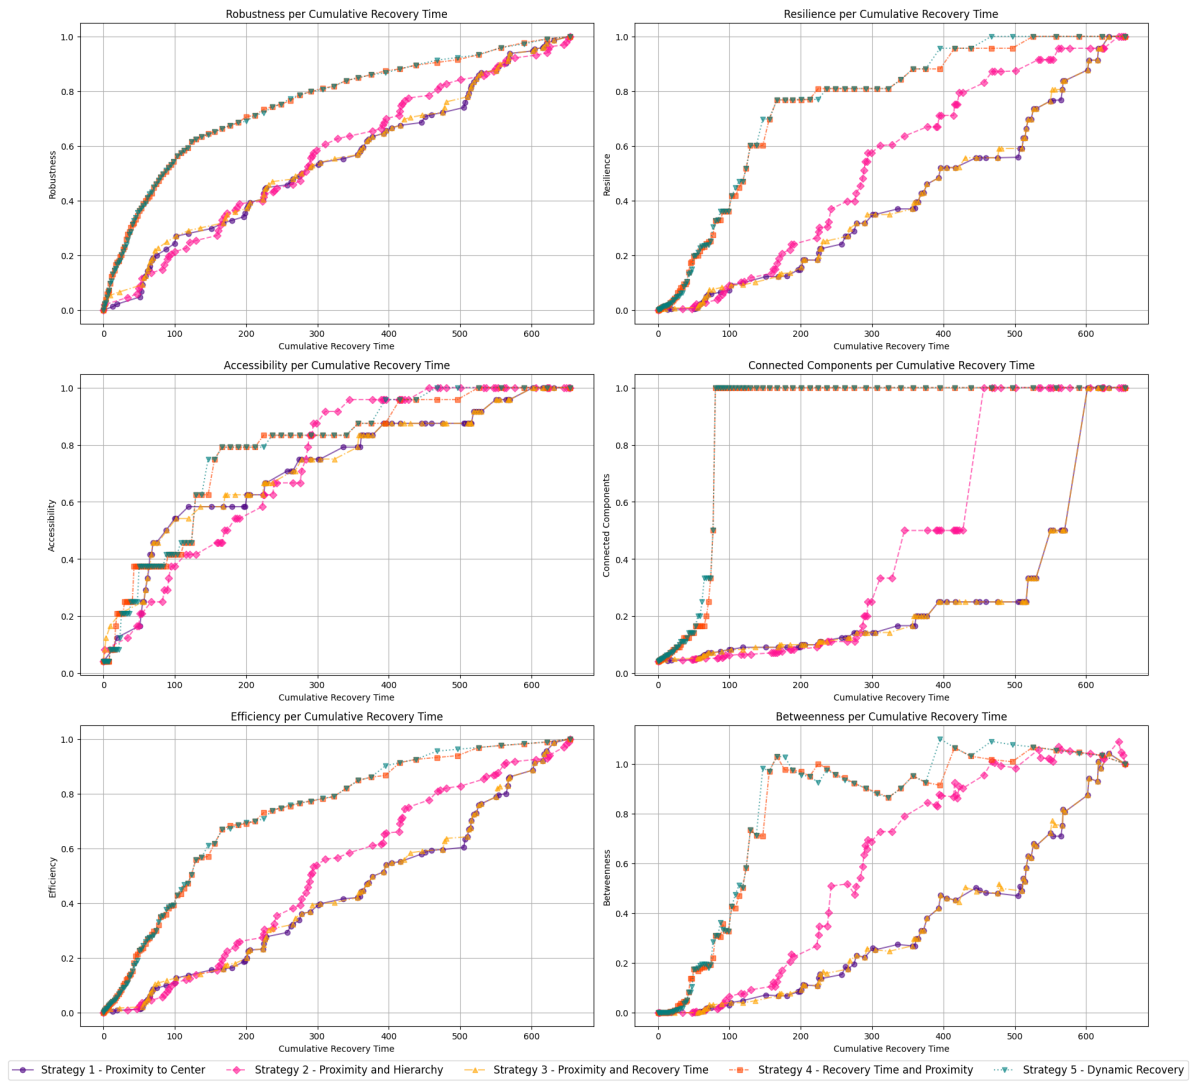 Robustness per Cumulative Recovery Time
1.0
0.8
0.6
0.4
0.2
0.0
Robustness
0 100 200 300 400 500 600
Cumulative Recovery Time
Resilience per Cumulative Recovery Time
1.0
0.8
0.6
0.4
0.2
0.0
Resilience
0 100 200 300 400 500 600
Cumulative Recovery Time
Accessibility per Cumulative Recovery Time
1.0
0.8
0.6
0.4
0.2
0.0
Accessibility
0 100 200 300 400 500 600
Cumulative Recovery Time
Connected Components per Cumulative Recovery Time
1.0
0.8
0.6
0.4
0.2
0.0
Connected Components
0 100 200 300 400 500 600
Cumulative Recovery Time
Efficiency per Cumulative Recovery Time
1.0
0.8
0.6
0.4
0.2
0.0
Efficiency
0 100 200 300 400 500 600
Cumulative Recovery Time
Betweenness per Cumulative Recovery Time
1.0
0.8
0.6
0.4
0.2
0.0
Betweenness
0 100 200 300 400 500 600
Cumulative Recovery Time
Strategy 1 - Proximity to Center Strategy 2 - Proximity and Hierarchy Strategy 3 - Proximity and Recovery Time Strategy 4 - Recovery Time and Proximity Strategy 5 - Dynamic Recovery